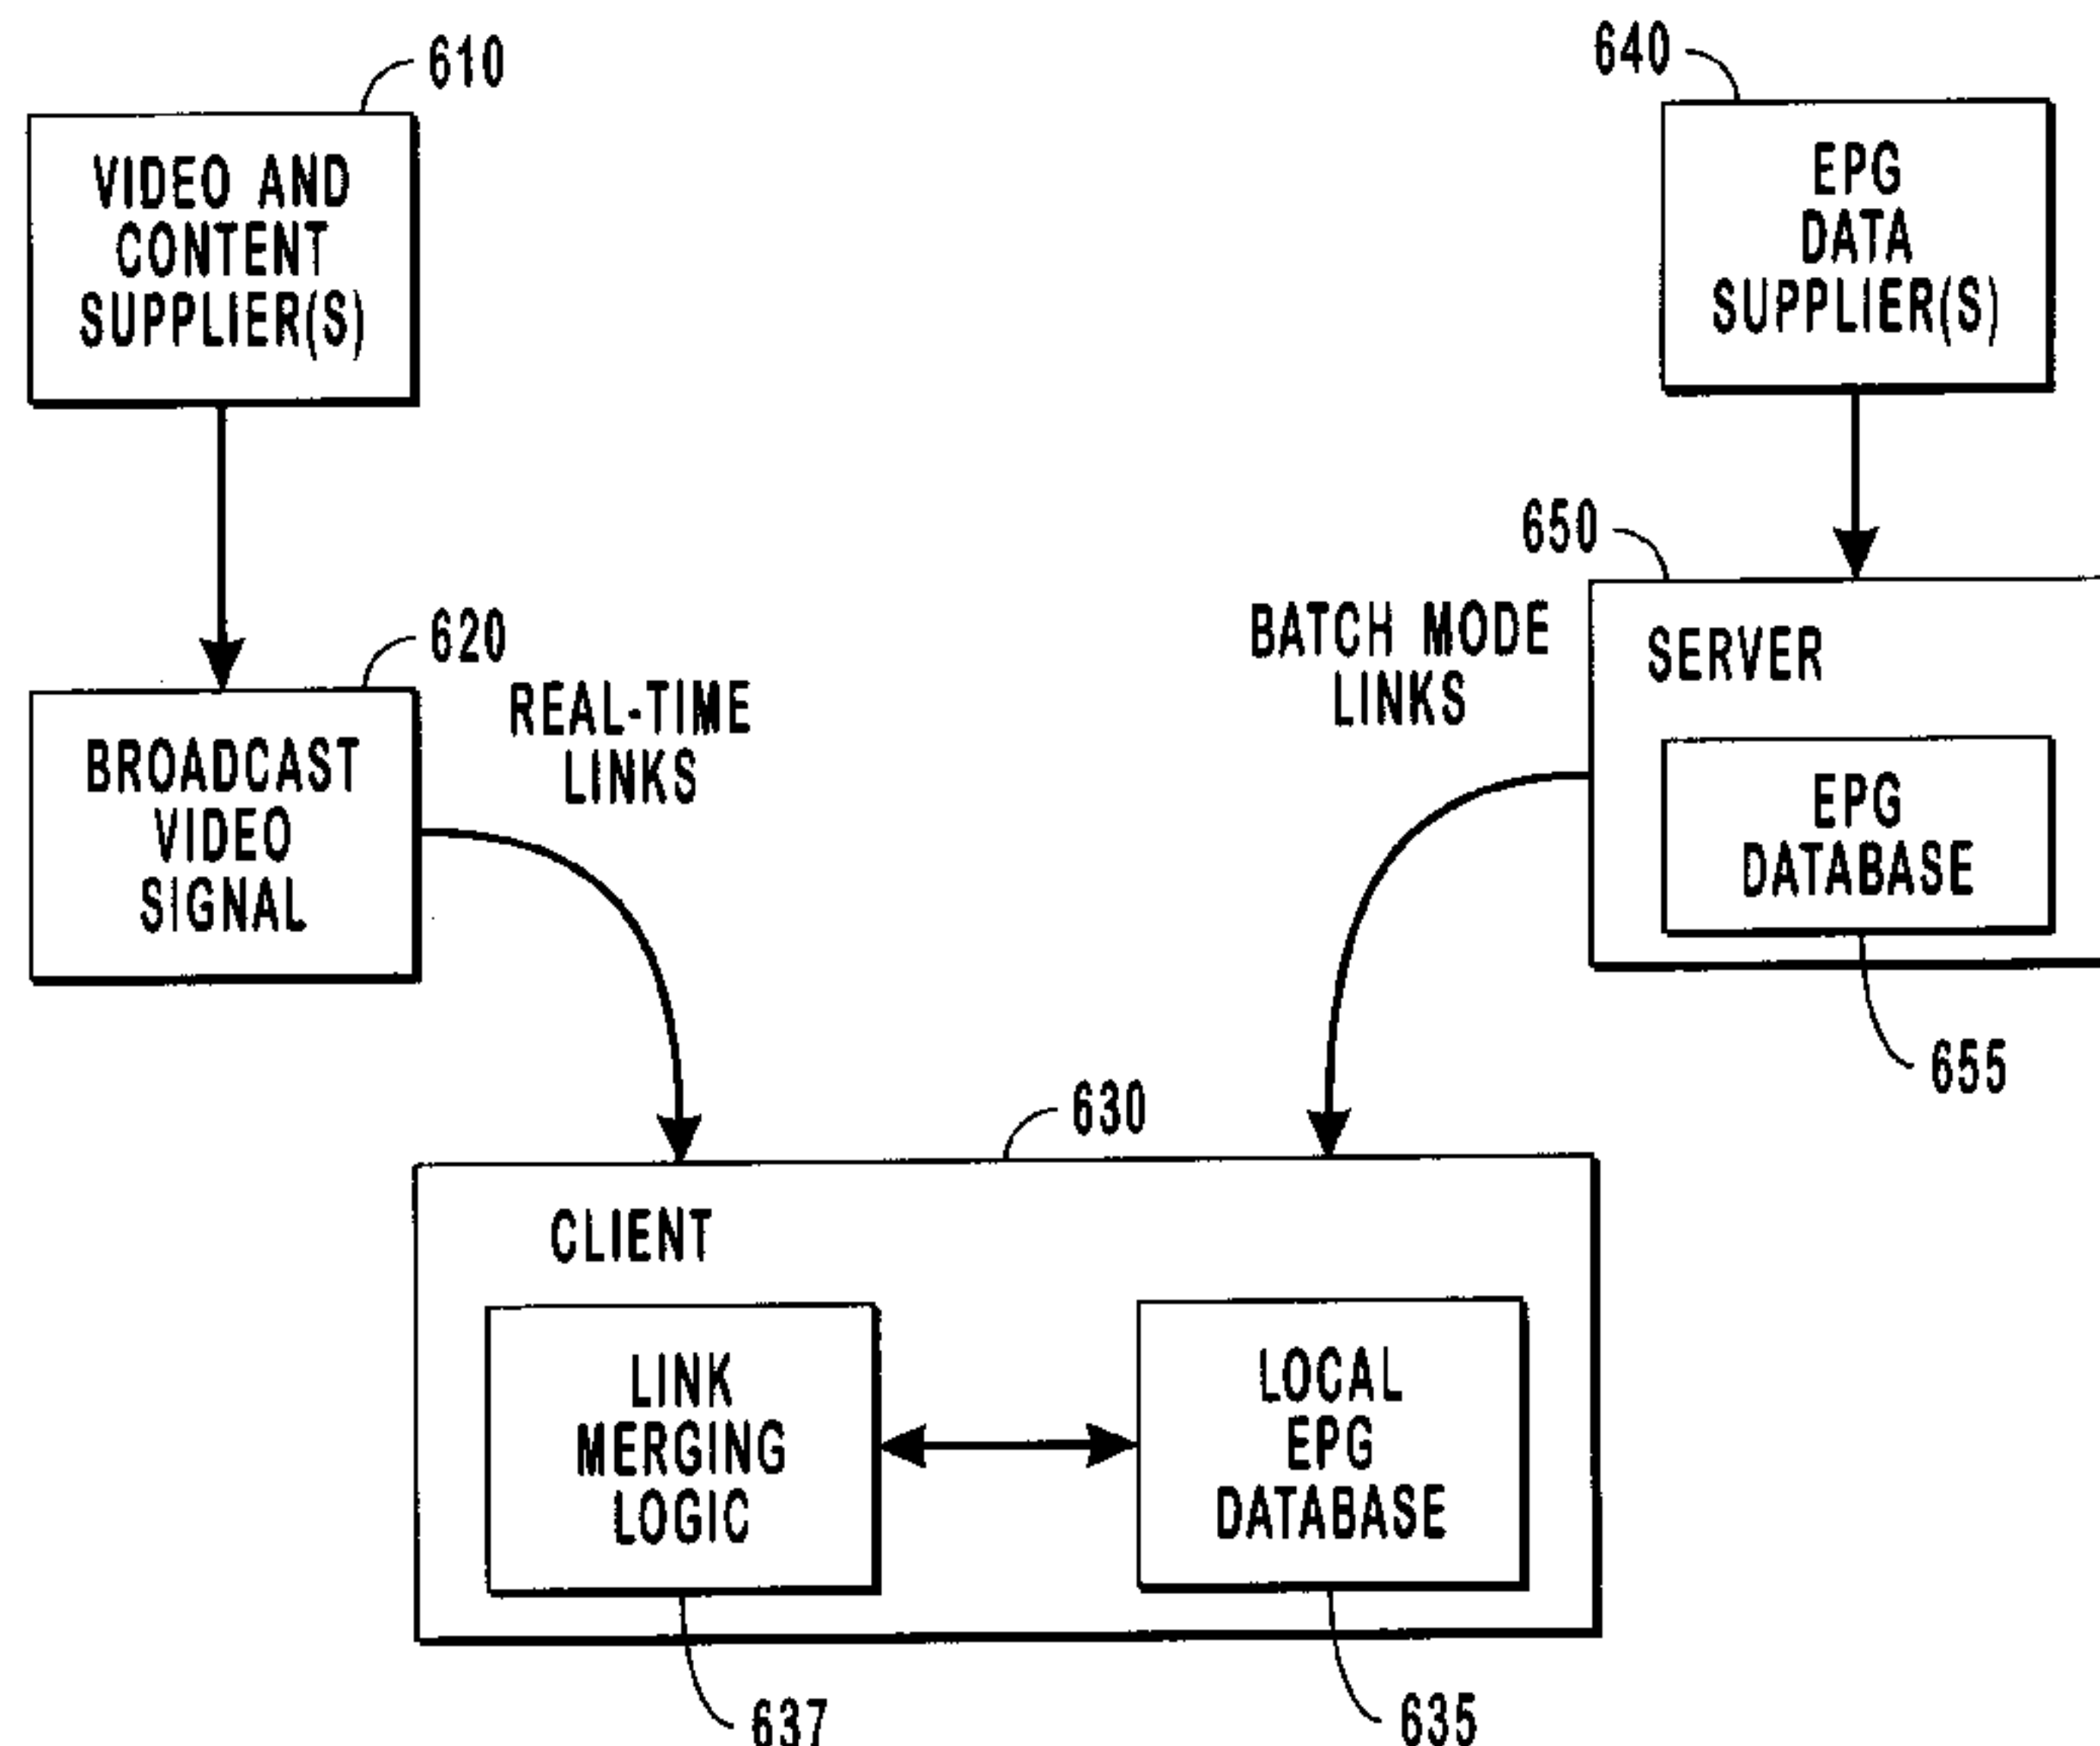 610
640
VIDEO AND
CONTENT
SUPPLIER(S)
EPG
DATA
SUPPLIER(S)
650
620
BATCH MODE
LINKS
SERVER
REAL-TIME
LINKS
BROADCAST
VIDEO
SIGNAL
EPG
DATABASE
655
630
CLIENT
LINK
MERGING
LOGIC
LOCAL
EPG
DATABASE
637
635